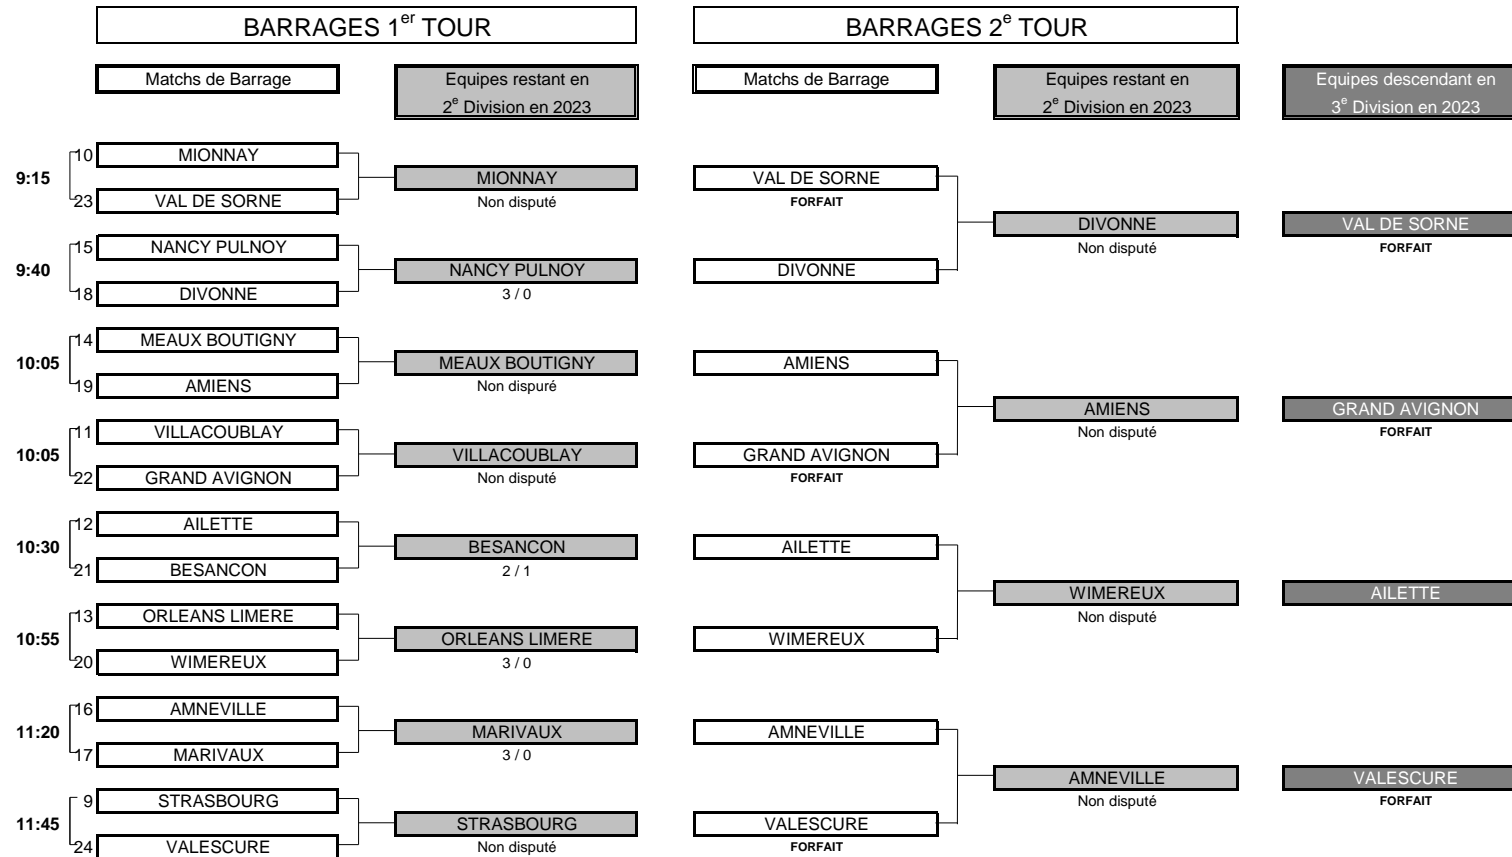 BARRAGES 1er TOUR BARRAGES 2e TOUR
Matchs de Barrage Equipes restant en Matchs de Barrage Equipes restant en Equipes descendant en
2e Division en 2023 2e Division en 2023 3e Division en 2023
10 MIONNAY
9:15 MIONNAY VAL DE SORNE
23 VAL DE SORNE Non disputé FORFAIT
DIVONNE VAL DE SORNE
15 NANCY PULNOY Non disputé FORFAIT
9:40 NANCY PULNOY DIVONNE
18 DIVONNE 3 / 0
14 MEAUX BOUTIGNY
10:05 MEAUX BOUTIGNY AMIENS
19 AMIENS Non dispuré
AMIENS GRAND AVIGNON
11 VILLACOUBLAY Non disputé FORFAIT
10:05 VILLACOUBLAY GRAND AVIGNON
22 GRAND AVIGNON Non disputé FORFAIT
12 AILETTE
10:30 BESANCON AILETTE
21 BESANCON 2 / 1
WIMEREUX AILETTE
13 ORLEANS LIMERE Non disputé
10:55 ORLEANS LIMERE WIMEREUX
20 WIMEREUX 3 / 0
16 AMNEVILLE
11:20 MARIVAUX AMNEVILLE
17 MARIVAUX 3 / 0
AMNEVILLE VALESCURE
9 STRASBOURG Non disputé FORFAIT
11:45 STRASBOURG VALESCURE
24 VALESCURE Non disputé FORFAIT